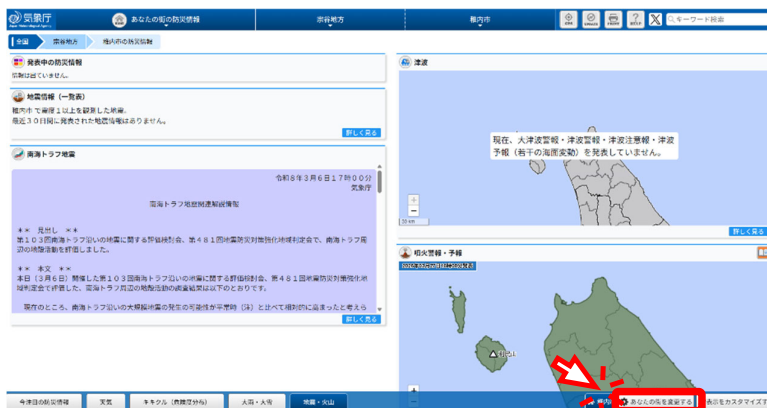 気象庁
あなたの街の防災情報
宗谷地方
稚内市
キーワード検索
全国
宗谷地方
稚内市の防災情報
発表中の防災情報
情報は出ていません。
地震情報（一覧表）
稚内市で震度１以上を観測した地震。
最近３０日間に発表された地震情報はありません。
詳しく見る
南海トラフ地震
令和８年３月６日１７時００分
気象庁
南海トラフ地震関連解説情報
＊＊ 見出し ＊＊
第１０３回南海トラフ沿いの地震に関する評価検討会、第４８１回地震防災対策強化地域判定会で、南海トラフ周
辺の地殻活動を評価しました。
＊＊ 本文 ＊＊
本日（３月６日）開催した第１０３回南海トラフ沿いの地震に関する評価検討会、第４８１回地震防災対策強化地
域判定会で評価した、南海トラフ周辺の地殻活動の調査結果は以下のとおりです。
現在のところ、南海トラフ沿いの大規模地震の発生の可能性が平常時（注）と比べて相対的に高まったと考えら
詳しく見る
津波
現在、大津波警報・津波警報・津波注意報・津波
予報（若干の海面変動）を発表していません。
詳しく見る
噴火警報・予報
今注目の防災情報
天気
キキクル（危険度分布）
大雨・大雪
地震・火山
あなたの街を変更する
表示をカスタマイズす